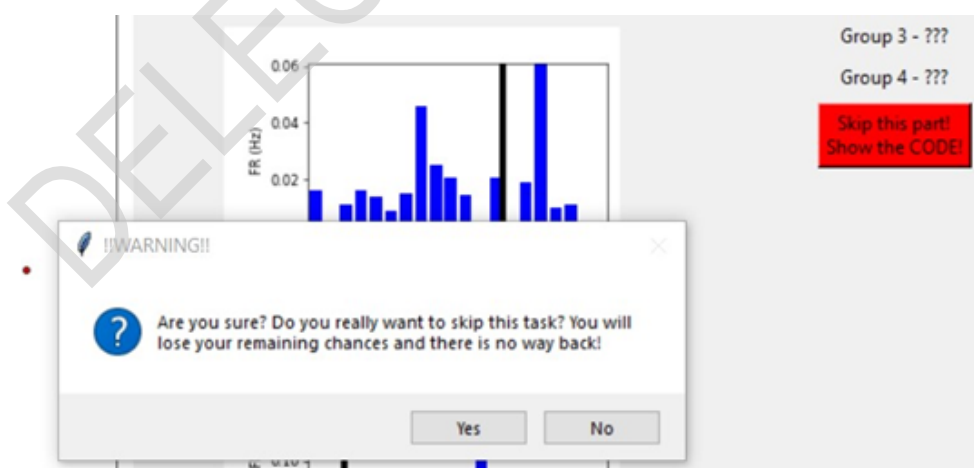 Group 3 - ???
Group 4 - ???
Skip this part!
Show the CODE!
0.06
0.04
0.02
FR (Hz)
!!WARNING!!
Are you sure? Do you really want to skip this task? You will
lose your remaining chances and there is no way back!
Yes
No
0.10